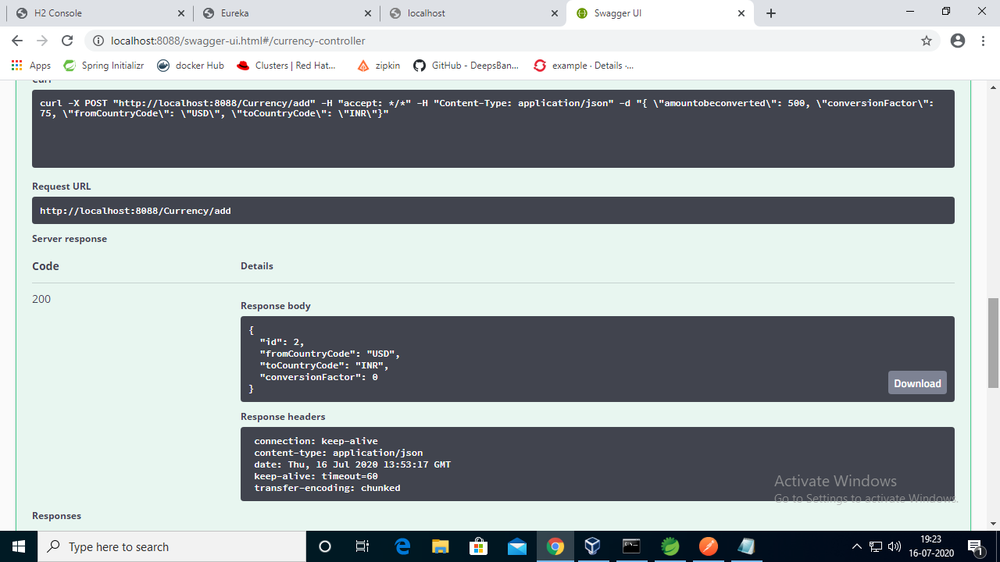 H2 Console
Eureka
localhost
Swagger UI
localhost:8088/swagger-ui.html#/currency-controller
Apps
Spring Initializr
docker Hub
Clusters | Red Hat...
zipkin
GitHub - DeepsBan...
example · Details ·...
Curl
curl -X POST "http://localhost:8088/Currency/add" -H "accept: */*" -H "Content-Type: application/json" -d "{ \"amountobeconverted\": 500, \"conversionFactor\":
75, \"fromCountryCode\": \"USD\", \"toCountryCode\": \"INR\"}"
Request URL
http://localhost:8088/Currency/add
Server response
Code
Details
200
Response body
{
"id": 2,
"fromCountryCode": "USD",
"toCountryCode": "INR",
"conversionFactor": 0
}
Download
Response headers
connection: keep-alive
content-type: application/json
date: Thu, 16 Jul 2020 13:53:17 GMT
keep-alive: timeout=60
transfer-encoding: chunked
Activate Windows
Go to Settings to activate Windows.
Responses
Type here to search
19:23
16-07-2020
1